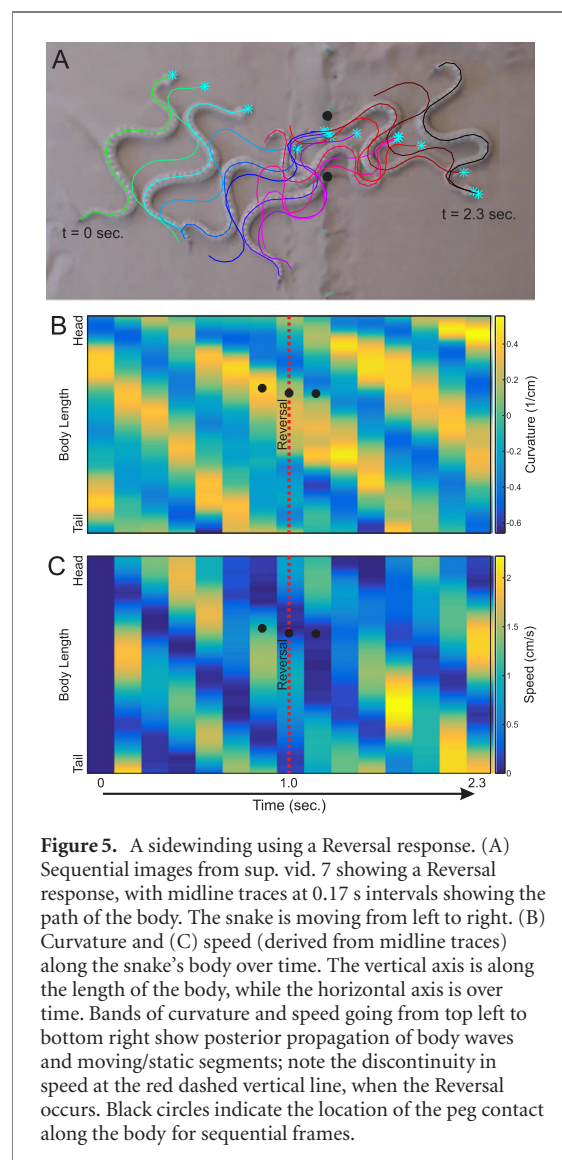 A
t = 0 sec.
t = 2.3 sec.
B
Head
Body Length
Tail
Reversal
0.4
0.2
0
-0.2
-0.4
-0.6
Curvature (1/cm)
C
Head
Body Length
Tail
Reversal
2
1.5
1
0.5
0
Speed (cm/s)
0
1.0
2.3
Time (sec.)
Figure 5. A sidewinding using a Reversal response. (A)
Sequential images from sup. vid. 7 showing a Reversal
response, with midline traces at 0.17 s intervals showing the
path of the body. The snake is moving from left to right. (B)
Curvature and (C) speed (derived from midline traces)
along the snake's body over time. The vertical axis is along
the length of the body, while the horizontal axis is over
time. Bands of curvature and speed going from top left to
bottom right show posterior propagation of body waves
and moving/static segments; note the discontinuity in
speed at the red dashed vertical line, when the Reversal
occurs. Black circles indicate the location of the peg contact
along the body for sequential frames.